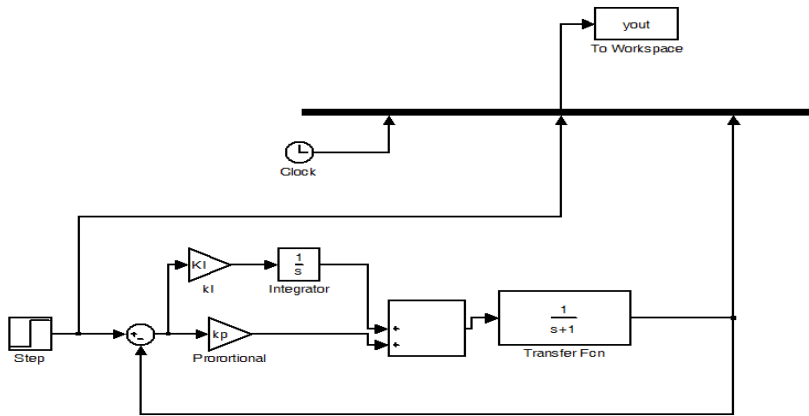 yout
To Workspace
Clock
KI
kI
1
s
Integrator
Step
+
-
kp
Prorortional
+
+
1
s+1
Transfer Fcn